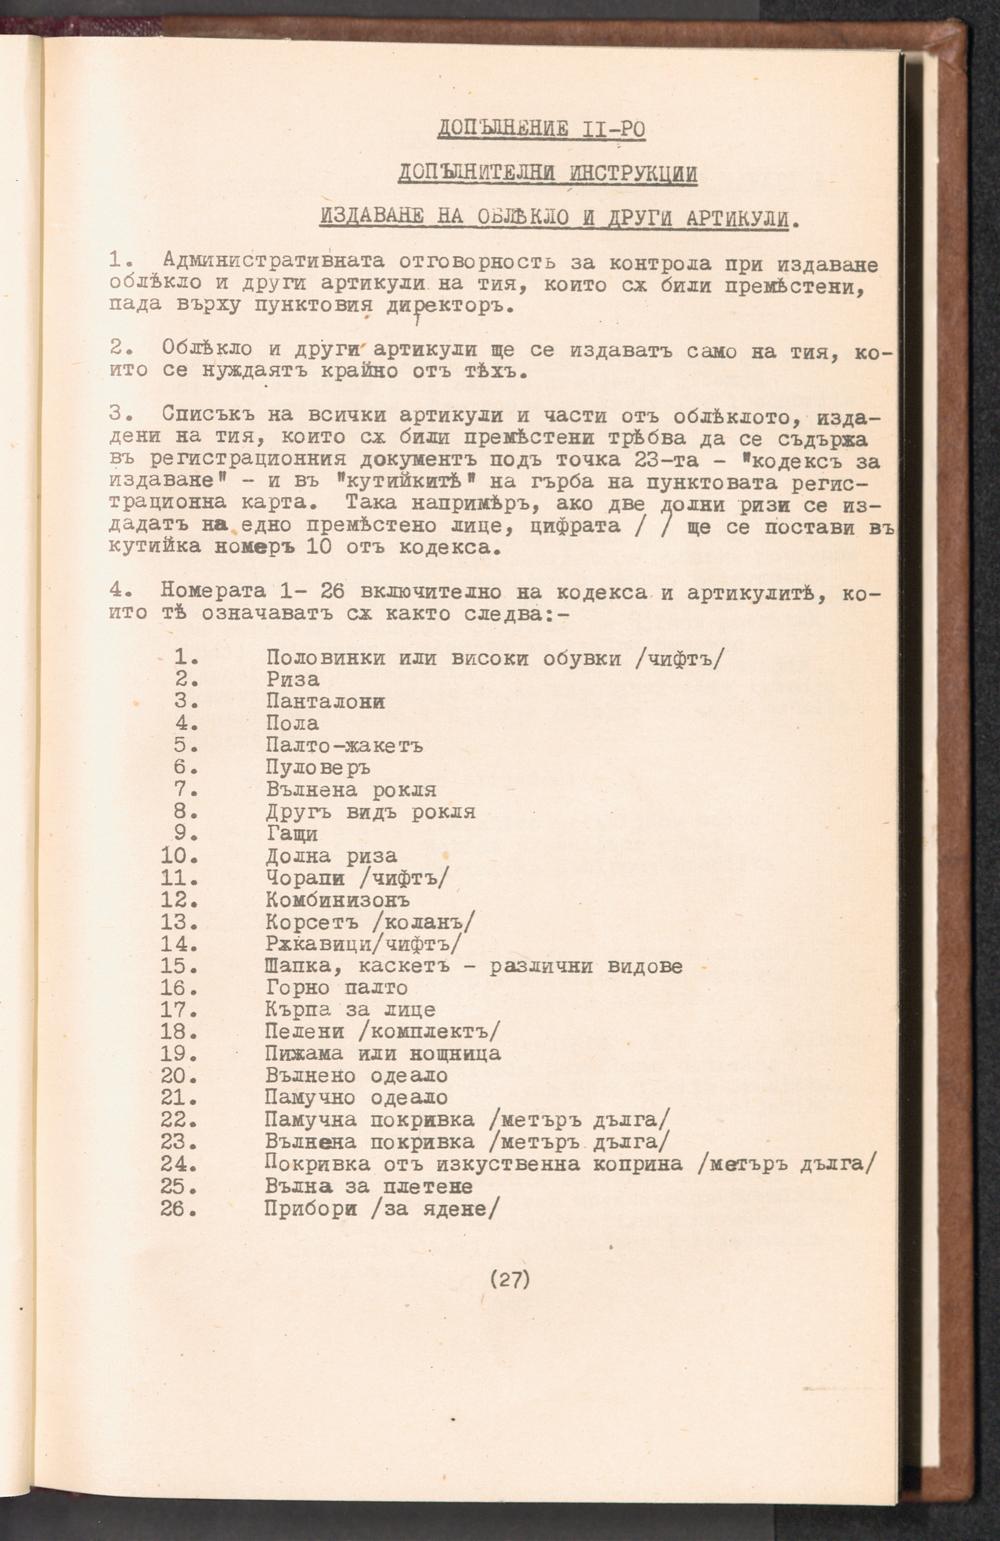 ДОПЪЛНЕНИЕ II-РО
ДОПЪЛНИТЕЛНИ ИНСТРУКЦИИ
ИЗДАВАНЕ НА ОБЛѢКЛО И ДРУГИ АРТИКУЛИ.
1. Административната отговорность за контрола при издаване
облѣкло и други артикули на тия, които сѫ били премѣстени,
пада върху пунктовия директоръ.
2. Облѣкло и други артикули ще се издаватъ само на тия, ко-
ито се нуждаятъ крайно отъ тѣхъ.
3. Списъкъ на всички артикули и части отъ облѣклото, изда-
дени на тия, които сѫ били премѣстени трѣбва да се съдържа
въ регистрационния документъ подъ точка 23-та - "кодексъ за
издаване" - и въ "кутийкитѣ" на гърба на пунктовата регис-
трационна карта. Така напримѣръ, ако две долни ризи се из-
дадатъ на едно премѣстено лице, цифрата / / ще се постави въ
кутийка номеръ 10 отъ кодекса.
4. Номерата 1- 26 включително на кодекса и артикулитѣ, ко-
ито тѣ означаватъ сѫ както следва:-
1. Половинки или високи обувки /чифтъ/
2. Риза
3. Панталони
4. Пола
5. Палто-жакетъ
6. Пуловеръ
7. Вълнена рокля
8. Другъ видъ рокля
9. Гащи
10. Долна риза
11. Чорапи /чифтъ/
12. Комбинизонъ
13. Корсетъ /коланъ/
14. Рѫкавици/чифтъ/
15. Шапка, каскетъ - различни видове
16. Горно палто
17. Кърпа за лице
18. Пелени /комплектъ/
19. Пижама или нощница
20. Вълнено одеало
21. Памучно одеало
22. Памучна покривка /метъръ дълга/
23. Вълнена покривка /метъръ дълга/
24. Покривка отъ изкуственна коприна /метъръ дълга/
25. Вълна за плетене
26. Прибори /за ядене/
(27)